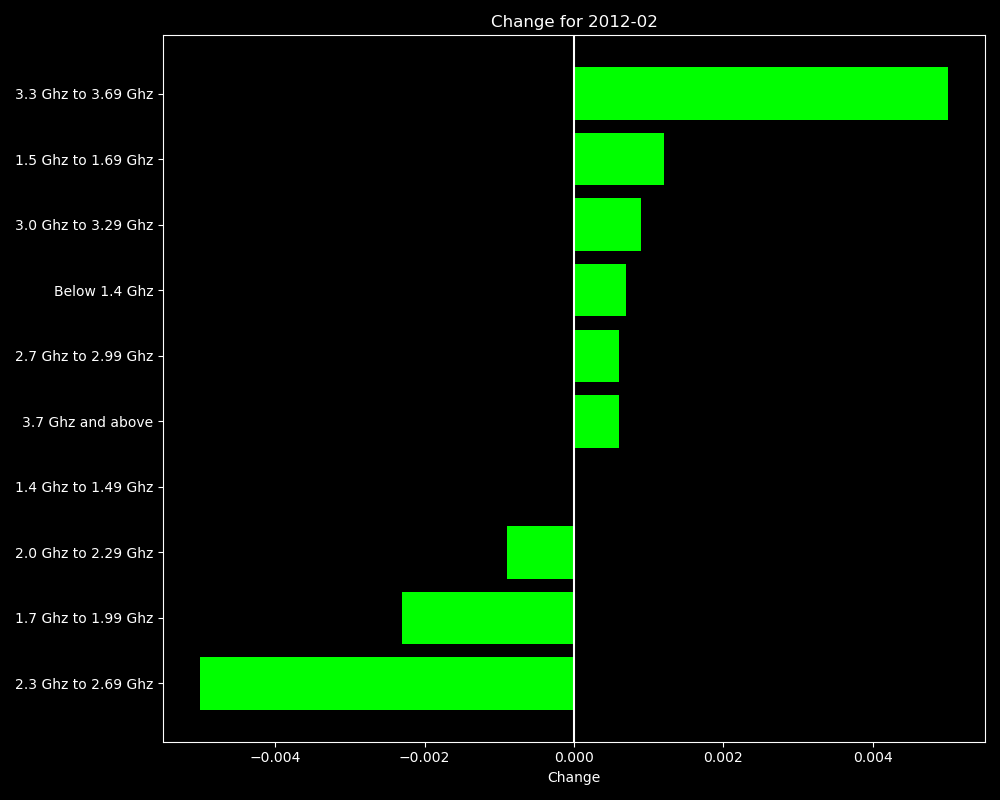 Change for 2012-02
3.3 Ghz to 3.69 Ghz
1.5 Ghz to 1.69 Ghz
3.0 Ghz to 3.29 Ghz
Below 1.4 Ghz
2.7 Ghz to 2.99 Ghz
3.7 Ghz and above
1.4 Ghz to 1.49 Ghz
2.0 Ghz to 2.29 Ghz
1.7 Ghz to 1.99 Ghz
2.3 Ghz to 2.69 Ghz
−0.004 −0.002 0.000 0.002 0.004
Change